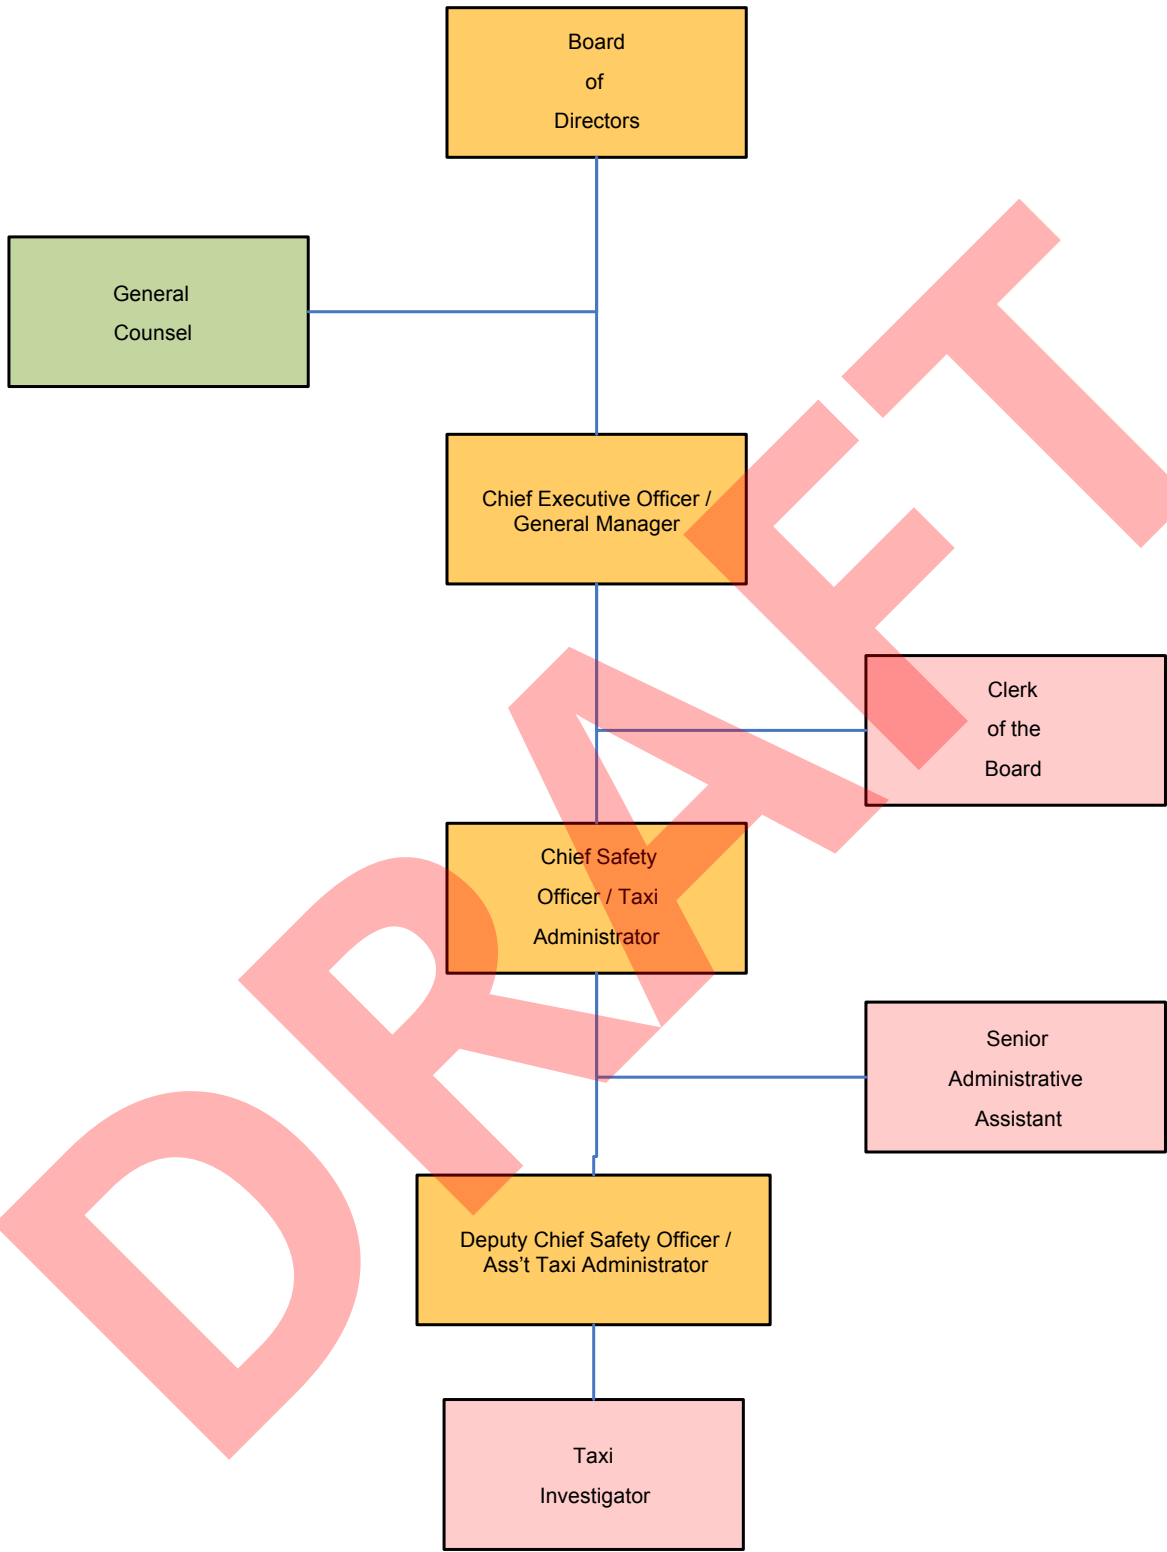 Board
of
Directors
General
Counsel
Chief Executive Officer /
General Manager
Clerk
of the
Board
Chief Safety
Officer / Taxi
Administrator
Senior
Administrative
Assistant
Deputy Chief Safety Officer /
Ass’t Taxi Administrator
Taxi
Investigator
DRAFT